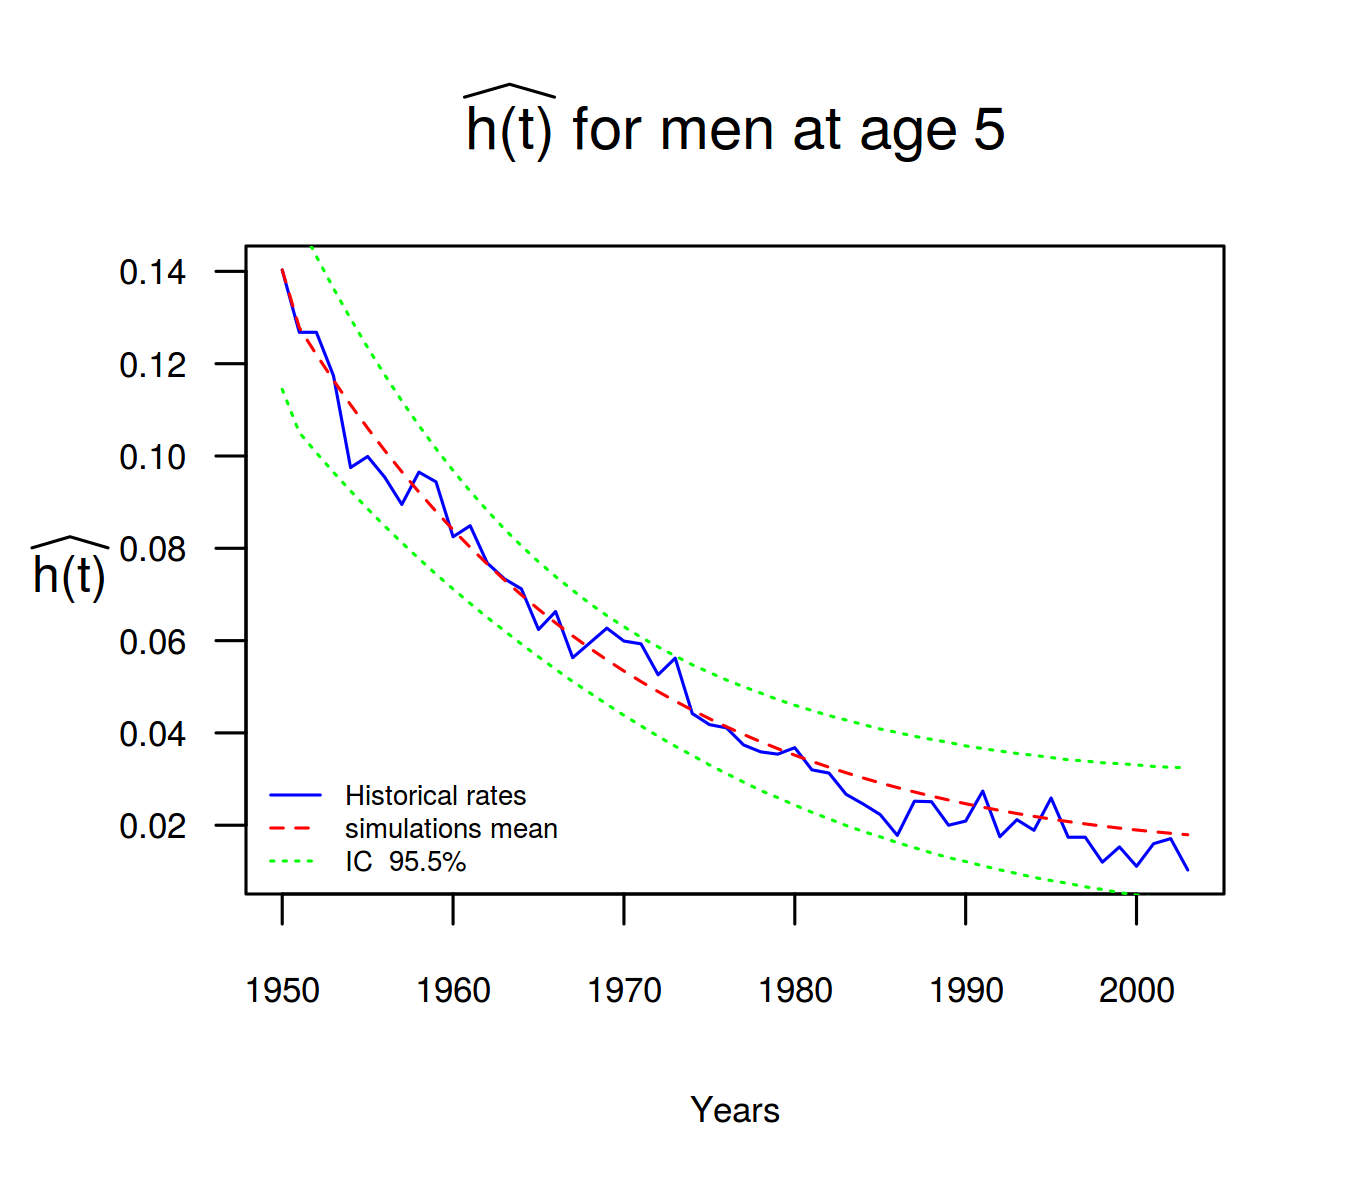 h(t) for men at age 5
0.14
0.12
0.10
0.08
h(t)
0.06
0.04
0.02
Historical rates
simulations mean
IC 95.5%
1950 1960 1970 1980 1990 2000
Years